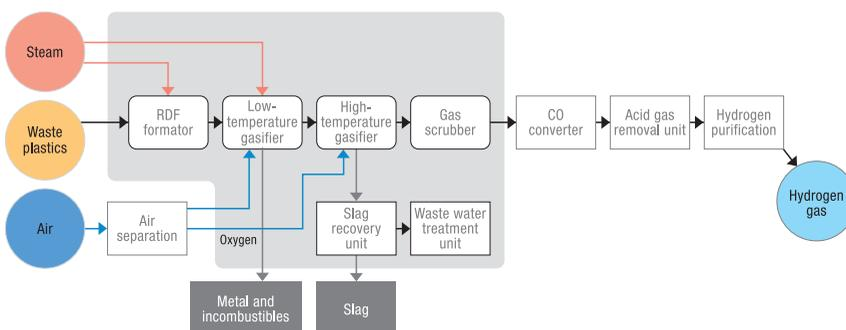 Steam
Waste
plastics
Air
RDF
formator
Low-
temperature
gasifier
High-
temperature
gasifier
Gas
scrubber
CO
converter
Acid gas
removal unit
Hydrogen
purification
Hydrogen
gas
Air
separation
Oxygen
Slag
recovery
unit
Waste water
treatment
unit
Metal and
incombustibles
Slag